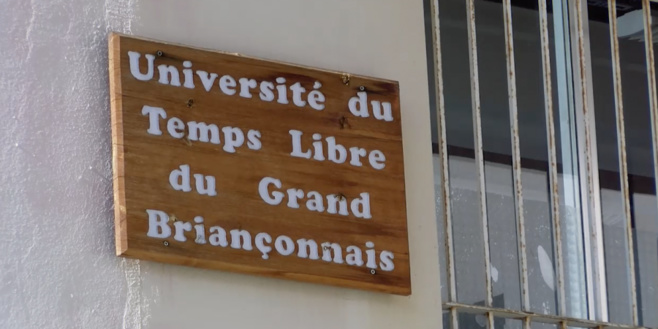 Université du
Temps Libre
du Grand
Briançonnais